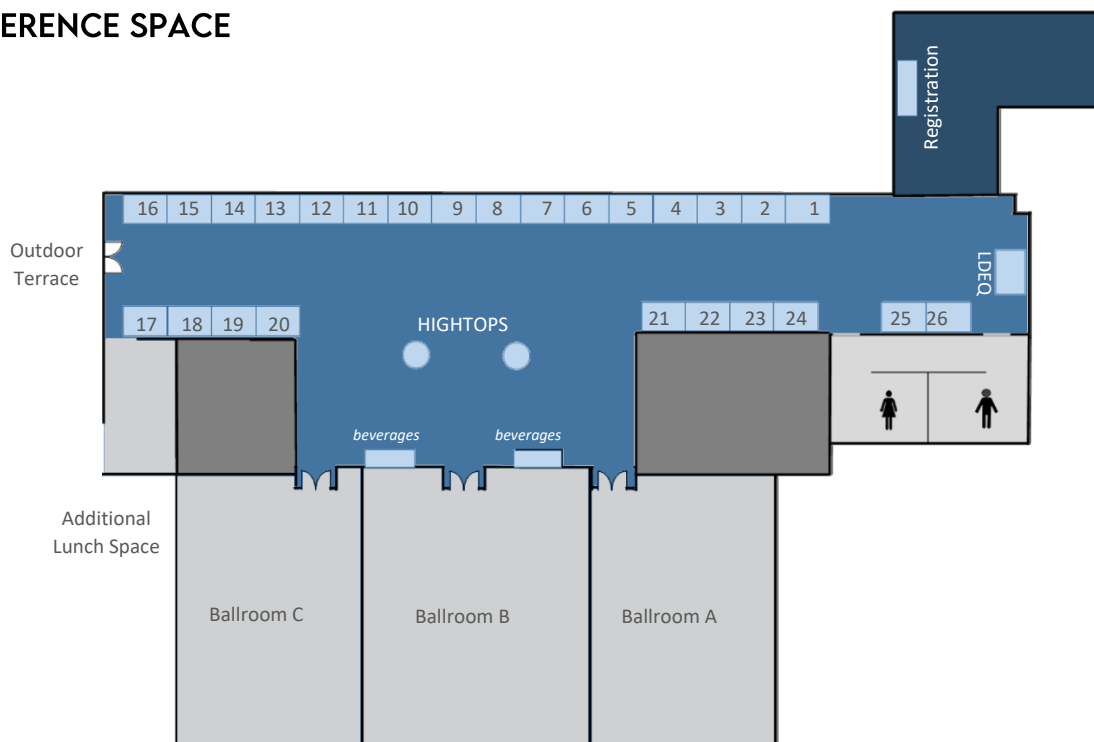 ERENCE SPACE
Registration
16 15 14 13 12 11 10 9 8 7 6 5 4 3 2 1
Outdoor
Terrace
LDEQ
17 18 19 20
HIGHTOPS
21 22 23 24
25 26
beverages
beverages
Additional
Lunch Space
Ballroom C
Ballroom B
Ballroom A